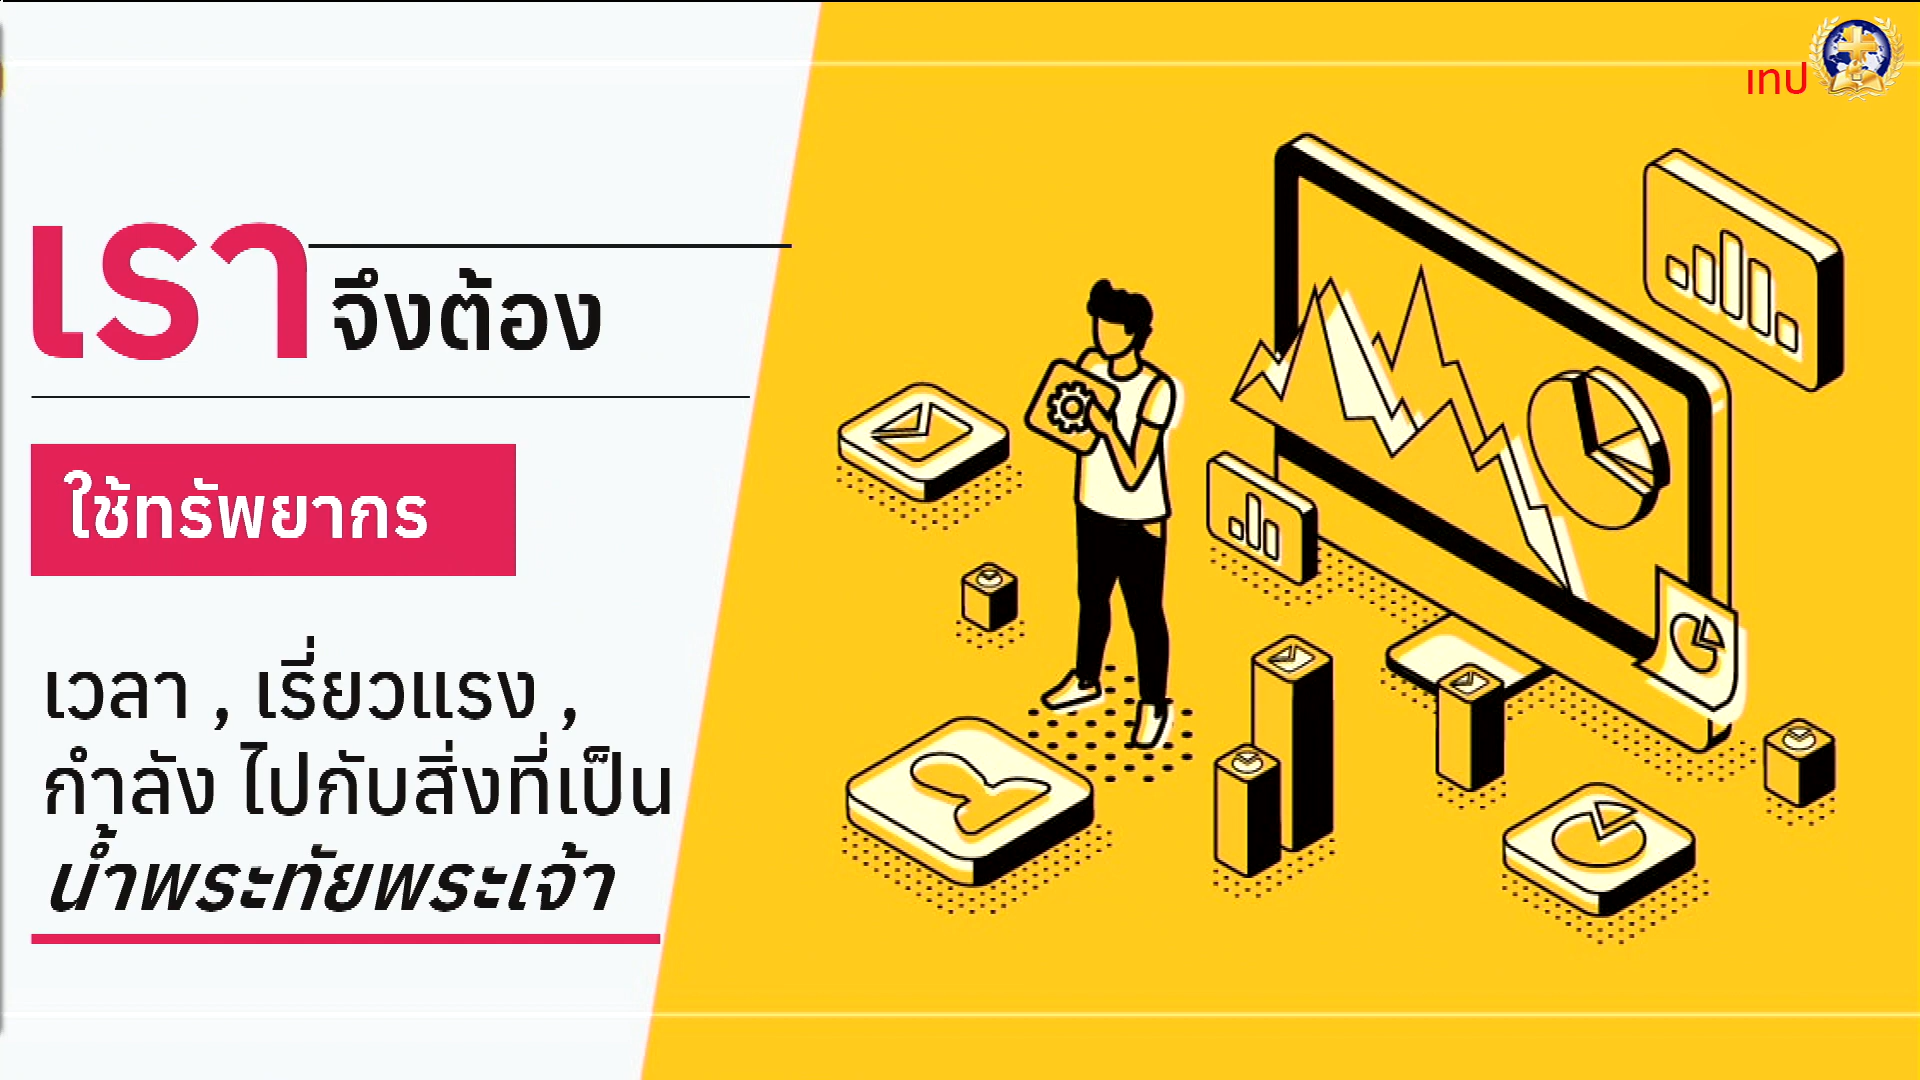 เทป
เรา
จึงต้อง
ใช้ทรัพยากร
เวลา , เรี่ยวแรง ,
กำลัง ไปกับสิ่งที่เป็น
น้ำพระทัยพระเจ้า